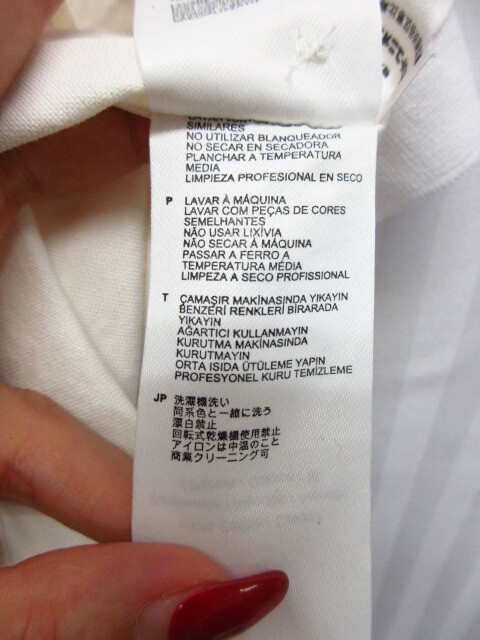 SIMILARES
NO UTILIZAR BLANQUEADOR
NO SECAR EN SECADORA
PLANCHAR A TEMPERATURA
MEDIA
LIMPIEZA PROFESIONAL EN SECO
P LAVAR À MÁQUINA
LAVAR COM PEÇAS DE CORES
SEMELHANTES
NÃO USAR LIXÍVIA
NÃO SECAR À MÁQUINA
PASSAR A FERRO A
TEMPERATURA MÉDIA
LIMPEZA A SECO PROFISSIONAL
T ÇAMAŞIR MAKİNASINDA YIKAYIN
BENZERİ RENKLERİ BİRARADA
YIKAYIN
AĞARTICI KULLANMAYIN
KURUTMA MAKİNASINDA
KURUTMAYIN
ORTA ISIDA ÜTÜLEME YAPIN
PROFESYONEL KURU TEMİZLEME
JP 洗濯機洗い
同系色と一緒に洗う
漂白禁止
回転式乾燥機使用禁止
アイロンは中温のこと
商業クリーニング可